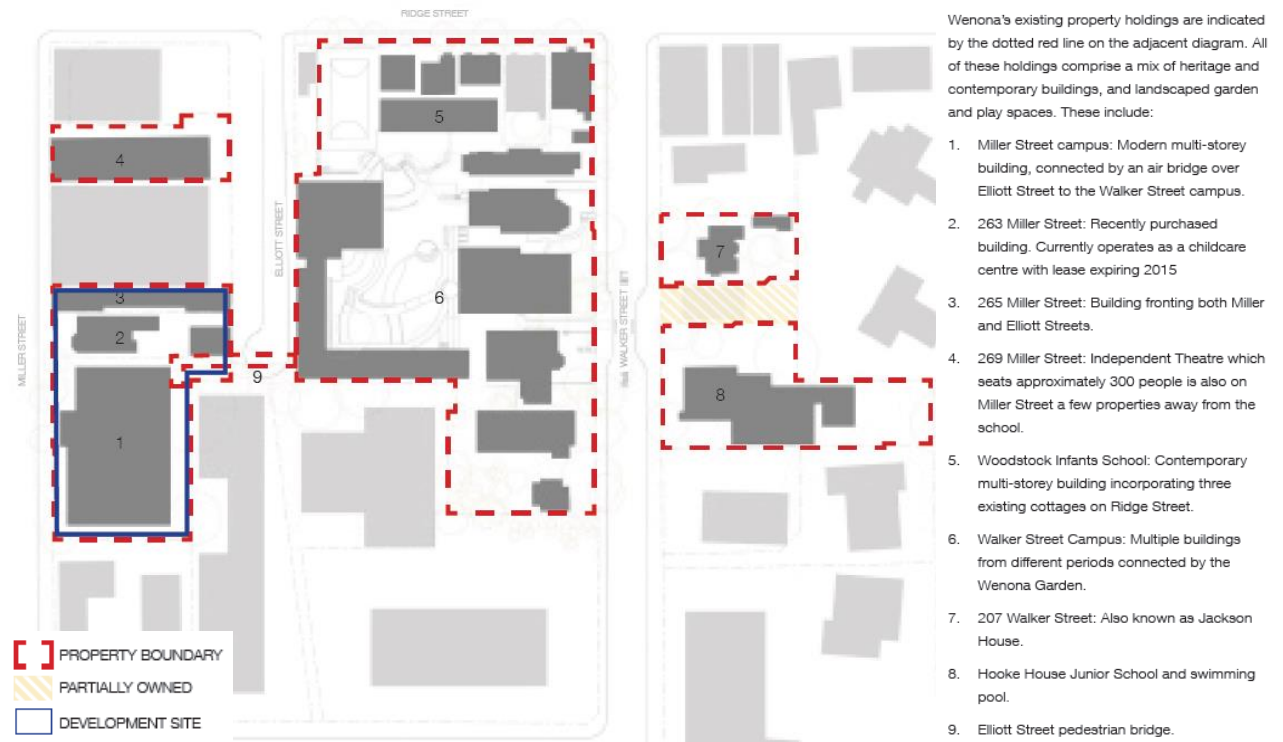 RIDGE STREET
ELLIOTT STREET
WALKER STREET
MILLER STREET
4
5
3
2
6
9
1
7
8
PROPERTY BOUNDARY
PARTIALLY OWNED
DEVELOPMENT SITE
Wenona's existing property holdings are indicated
by the dotted red line on the adjacent diagram. All
of these holdings comprise a mix of heritage and
contemporary buildings, and landscaped garden
and play spaces. These include:
1. Miller Street campus: Modern multi-storey
building, connected by an air bridge over
Elliott Street to the Walker Street campus.
2. 263 Miller Street: Recently purchased
building. Currently operates as a childcare
centre with lease expiring 2015
3. 265 Miller Street: Building fronting both Miller
and Elliott Streets.
4. 269 Miller Street: Independent Theatre which
seats approximately 300 people is also on
Miller Street a few properties away from the
school.
5. Woodstock Infants School: Contemporary
multi-storey building incorporating three
existing cottages on Ridge Street.
6. Walker Street Campus: Multiple buildings
from different periods connected by the
Wenona Garden.
7. 207 Walker Street: Also known as Jackson
House.
8. Hooke House Junior School and swimming
pool.
9. Elliott Street pedestrian bridge.